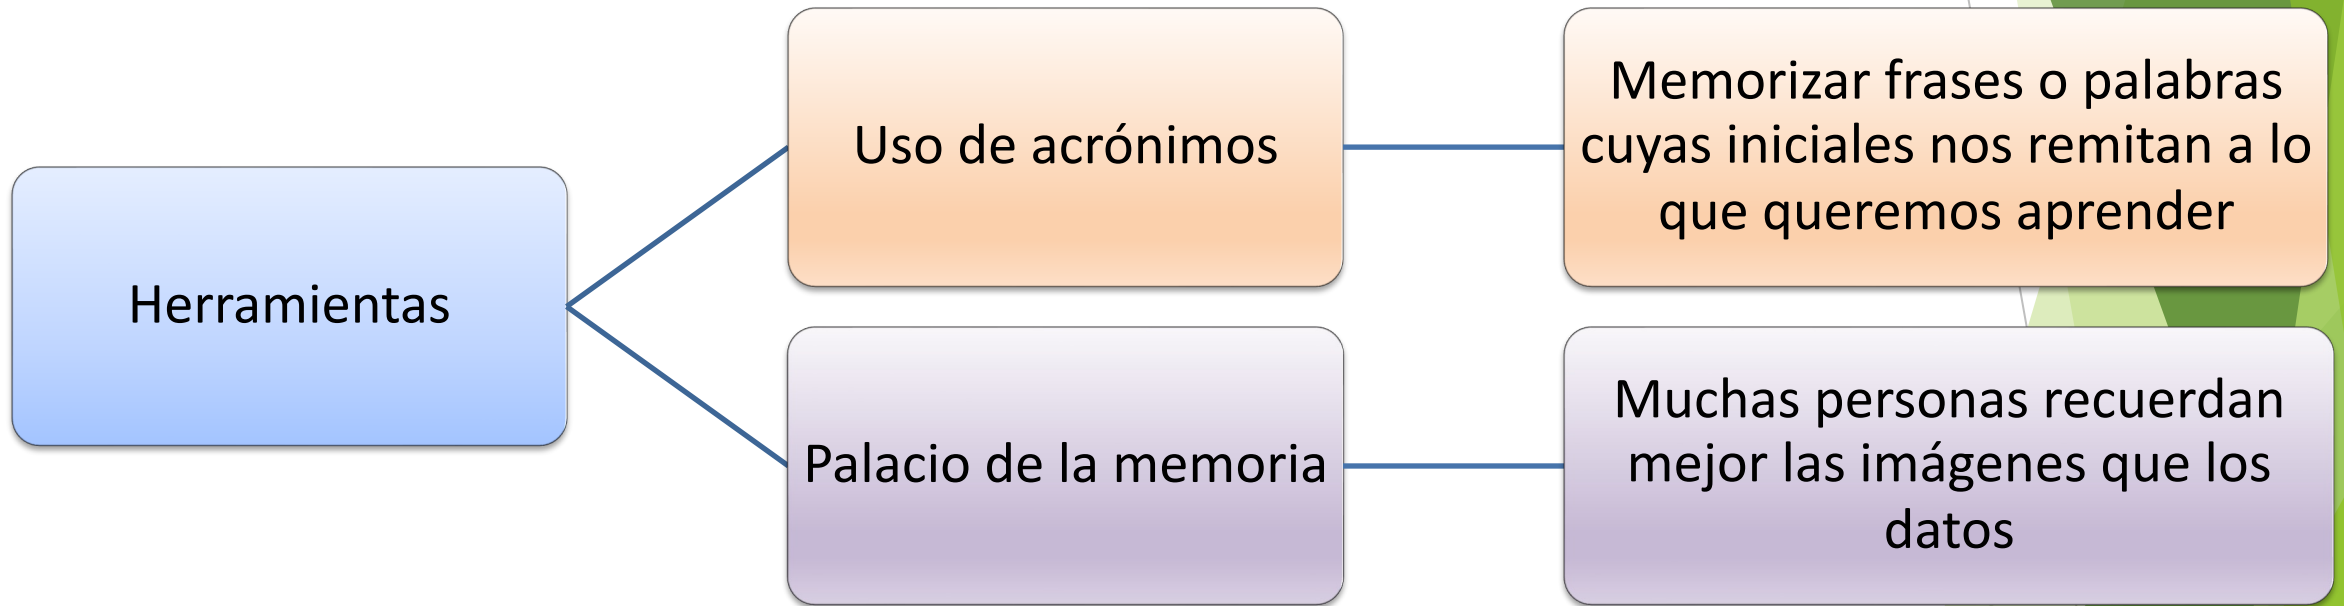 Herramientas
Uso de acrónimos
Memorizar frases o palabras
cuyas iniciales nos remitan a lo
que queremos aprender
Palacio de la memoria
Muchas personas recuerdan
mejor las imágenes que los
datos